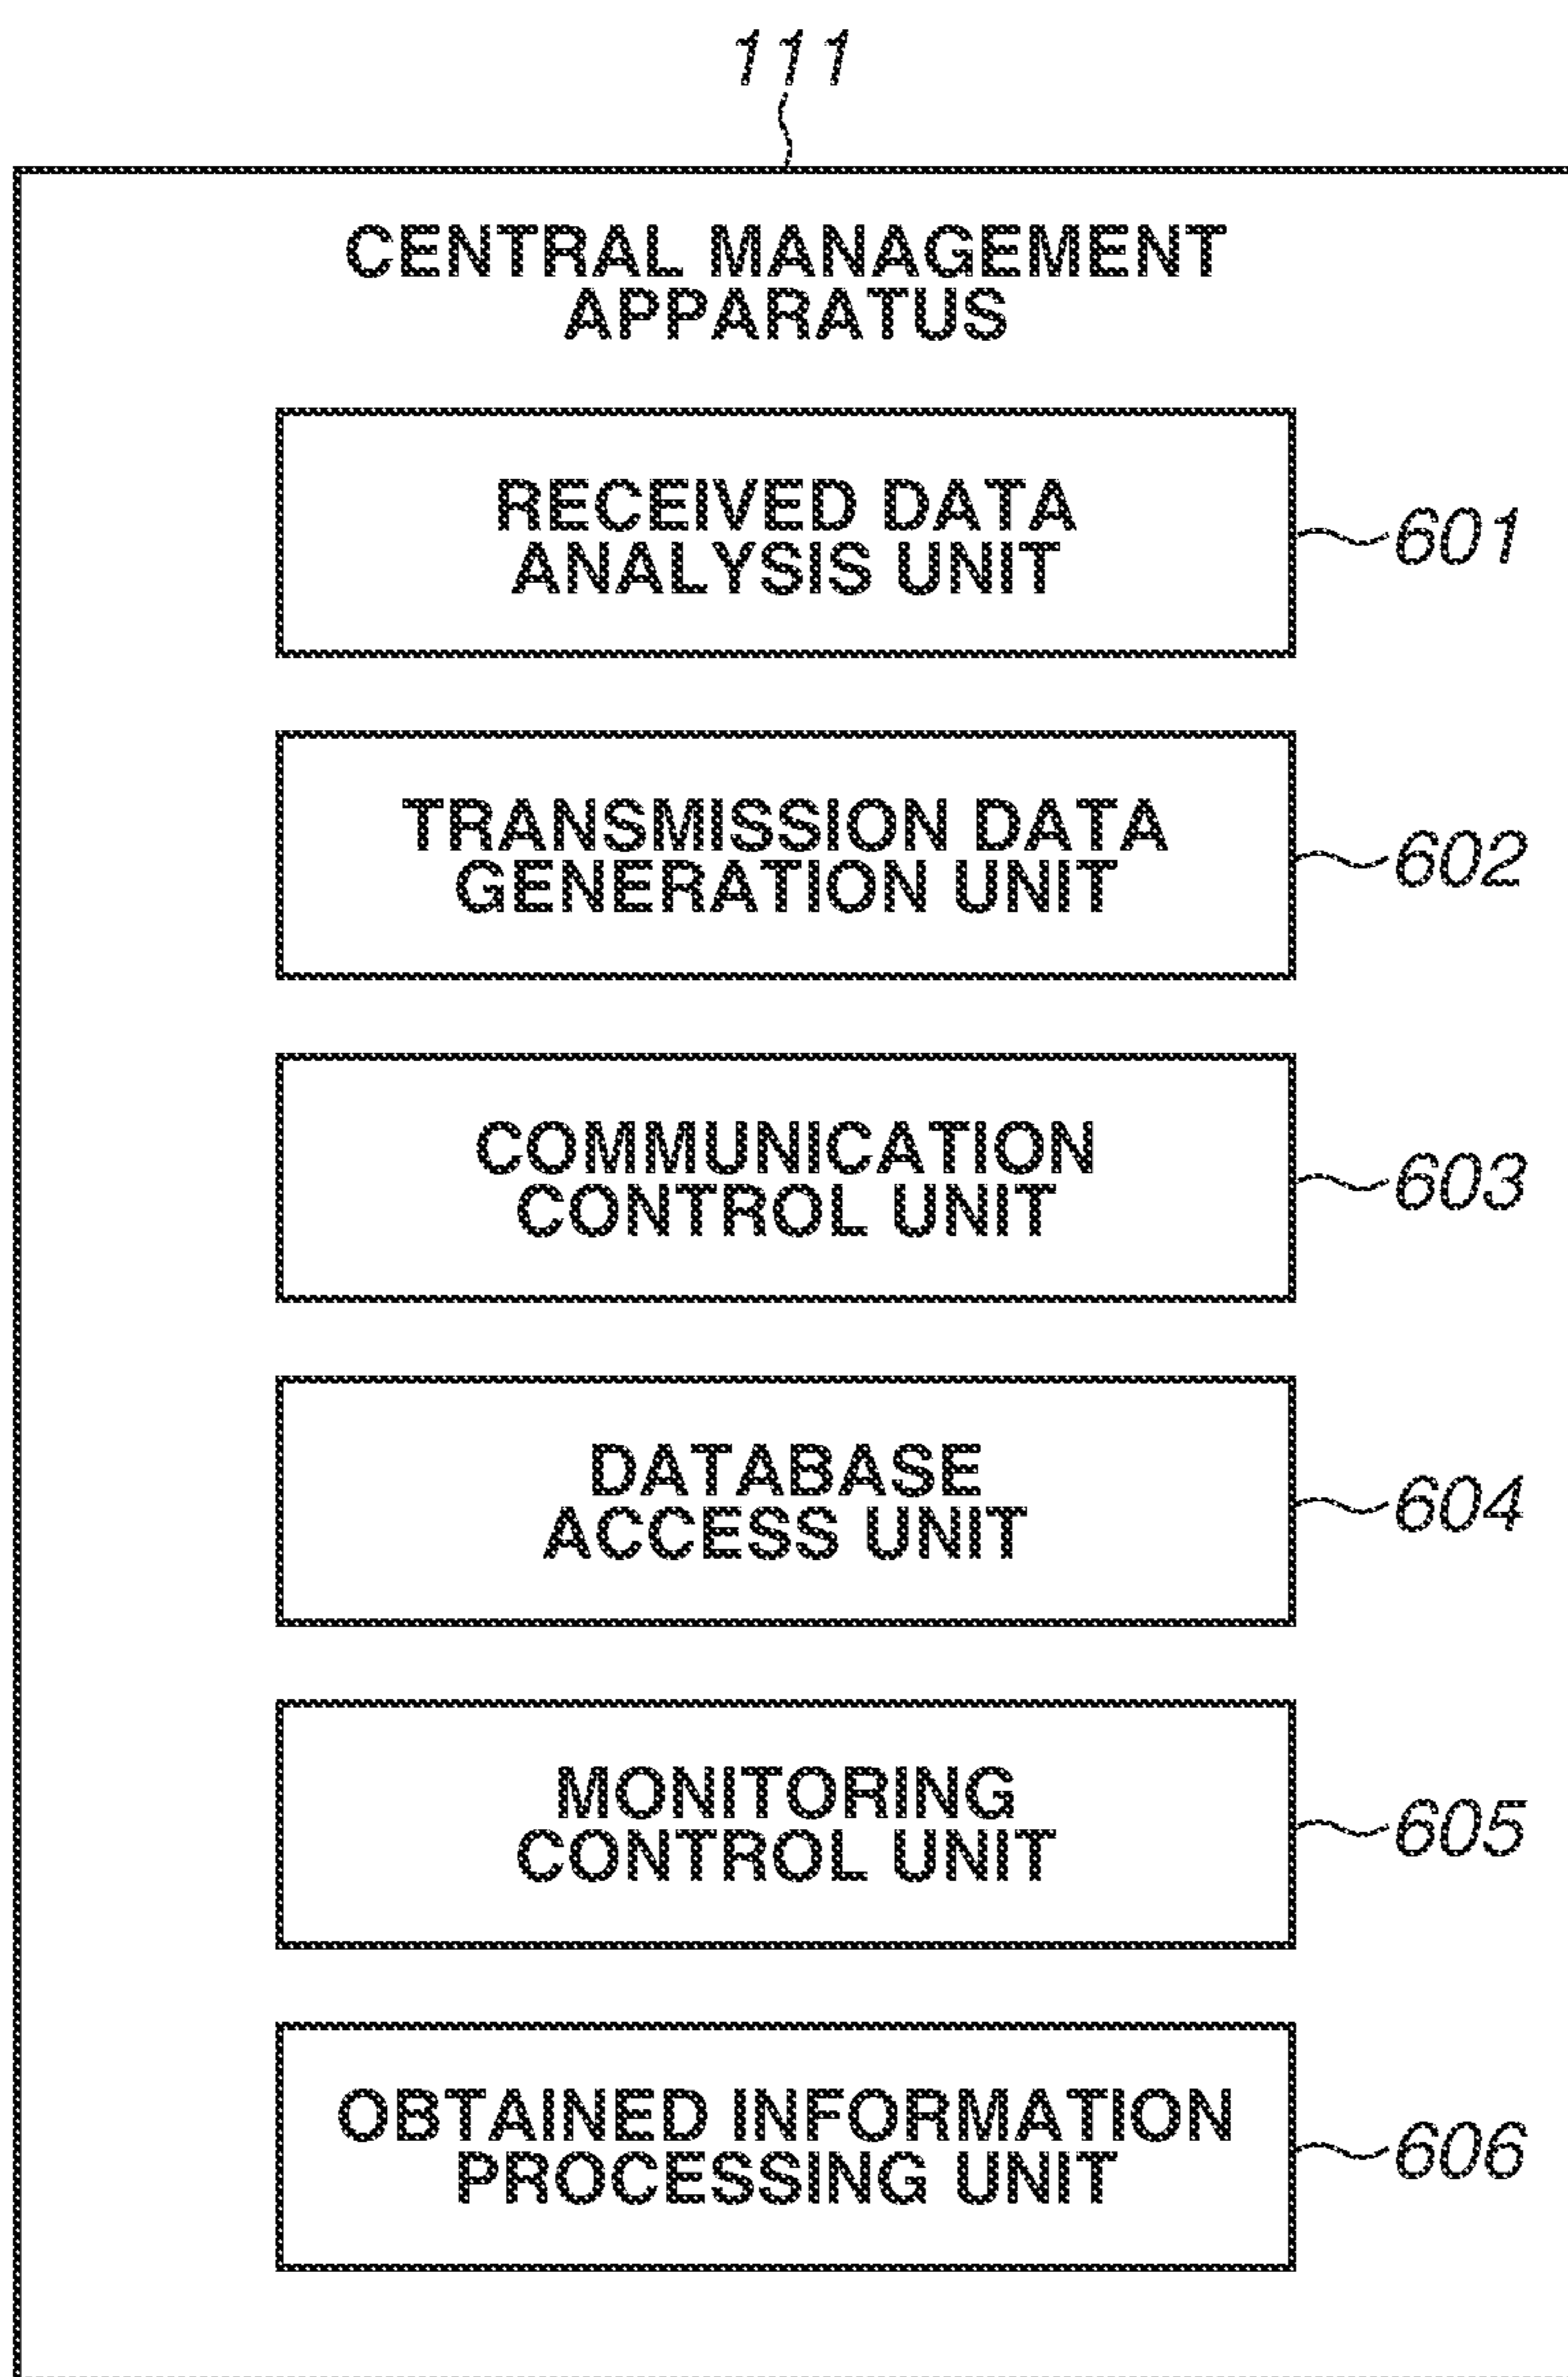 111
CENTRAL MANAGEMENT
APPARATUS
RECEIVED DATA
ANALYSIS UNIT
601
TRANSMISSION DATA
GENERATION UNIT
602
COMMUNICATION
CONTROL UNIT
603
DATABASE
ACCESS UNIT
604
MONITORING
CONTROL UNIT
605
OBTAINED INFORMATION
PROCESSING UNIT
606